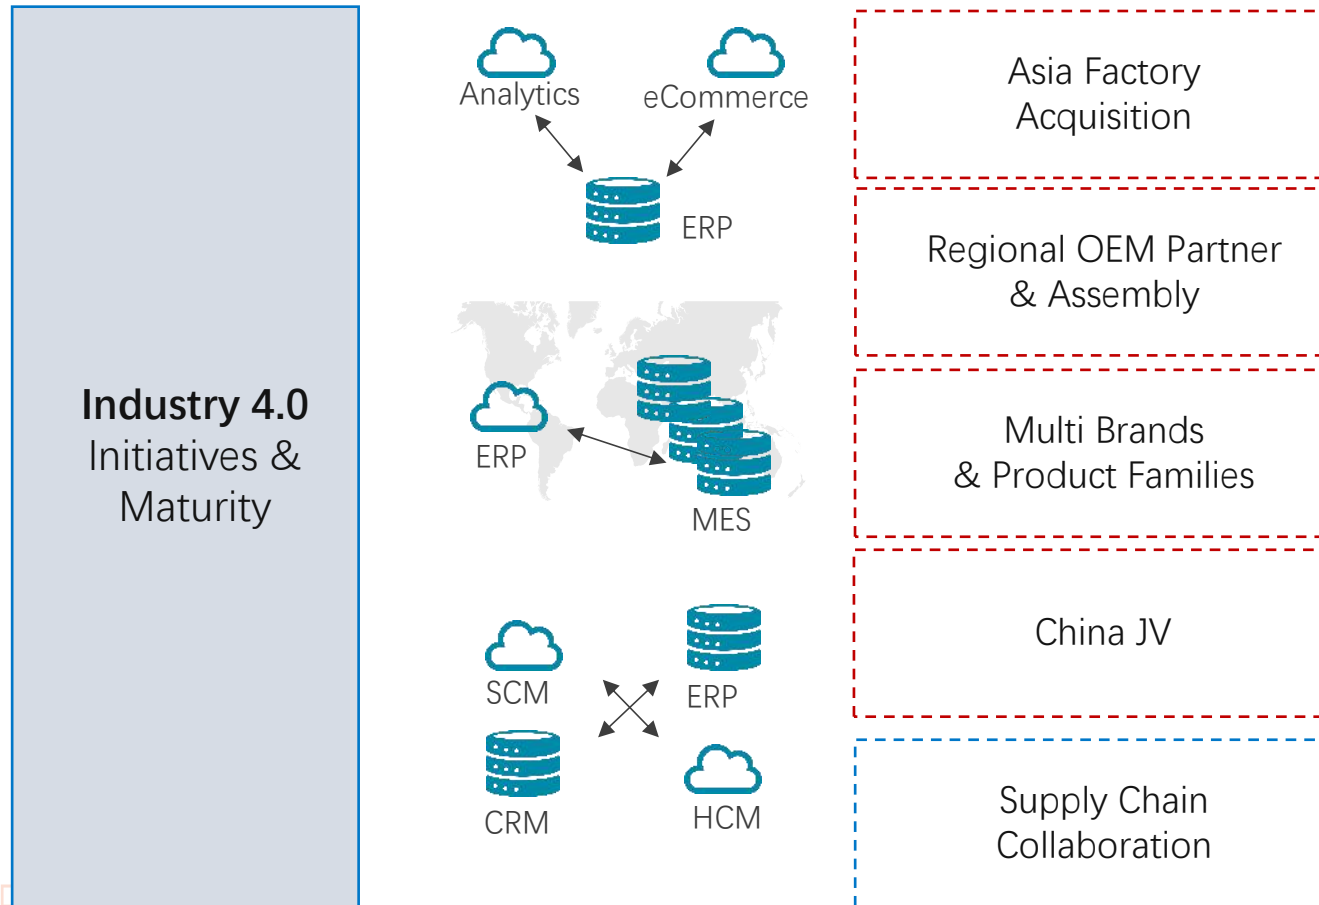 Industry 4.0
Initiatives &
Maturity
Analytics
eCommerce
ERP
ERP
MES
SCM
ERP
CRM
HCM
Asia Factory
Acquisition
Regional OEM Partner
& Assembly
Multi Brands
& Product Families
China JV
Supply Chain
Collaboration